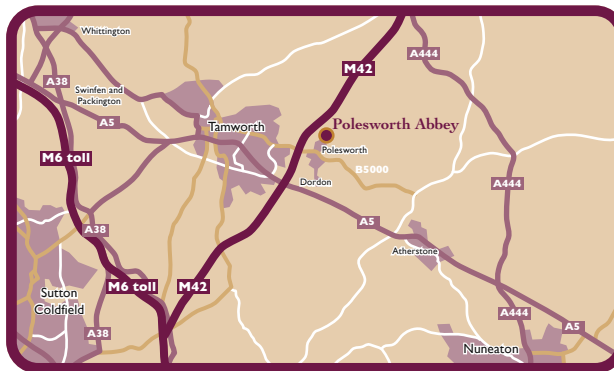 Whittington
A444
M42
A38
Swinfen and
Packington
A5
Tamworth
Polesworth Abbey
Polesworth
M6 toll
B5000
Dordon
A444
A5
A38
Atherstone
M6 toll
M42
Sutton
Coldfield
A444
A5
A38
Nuneaton